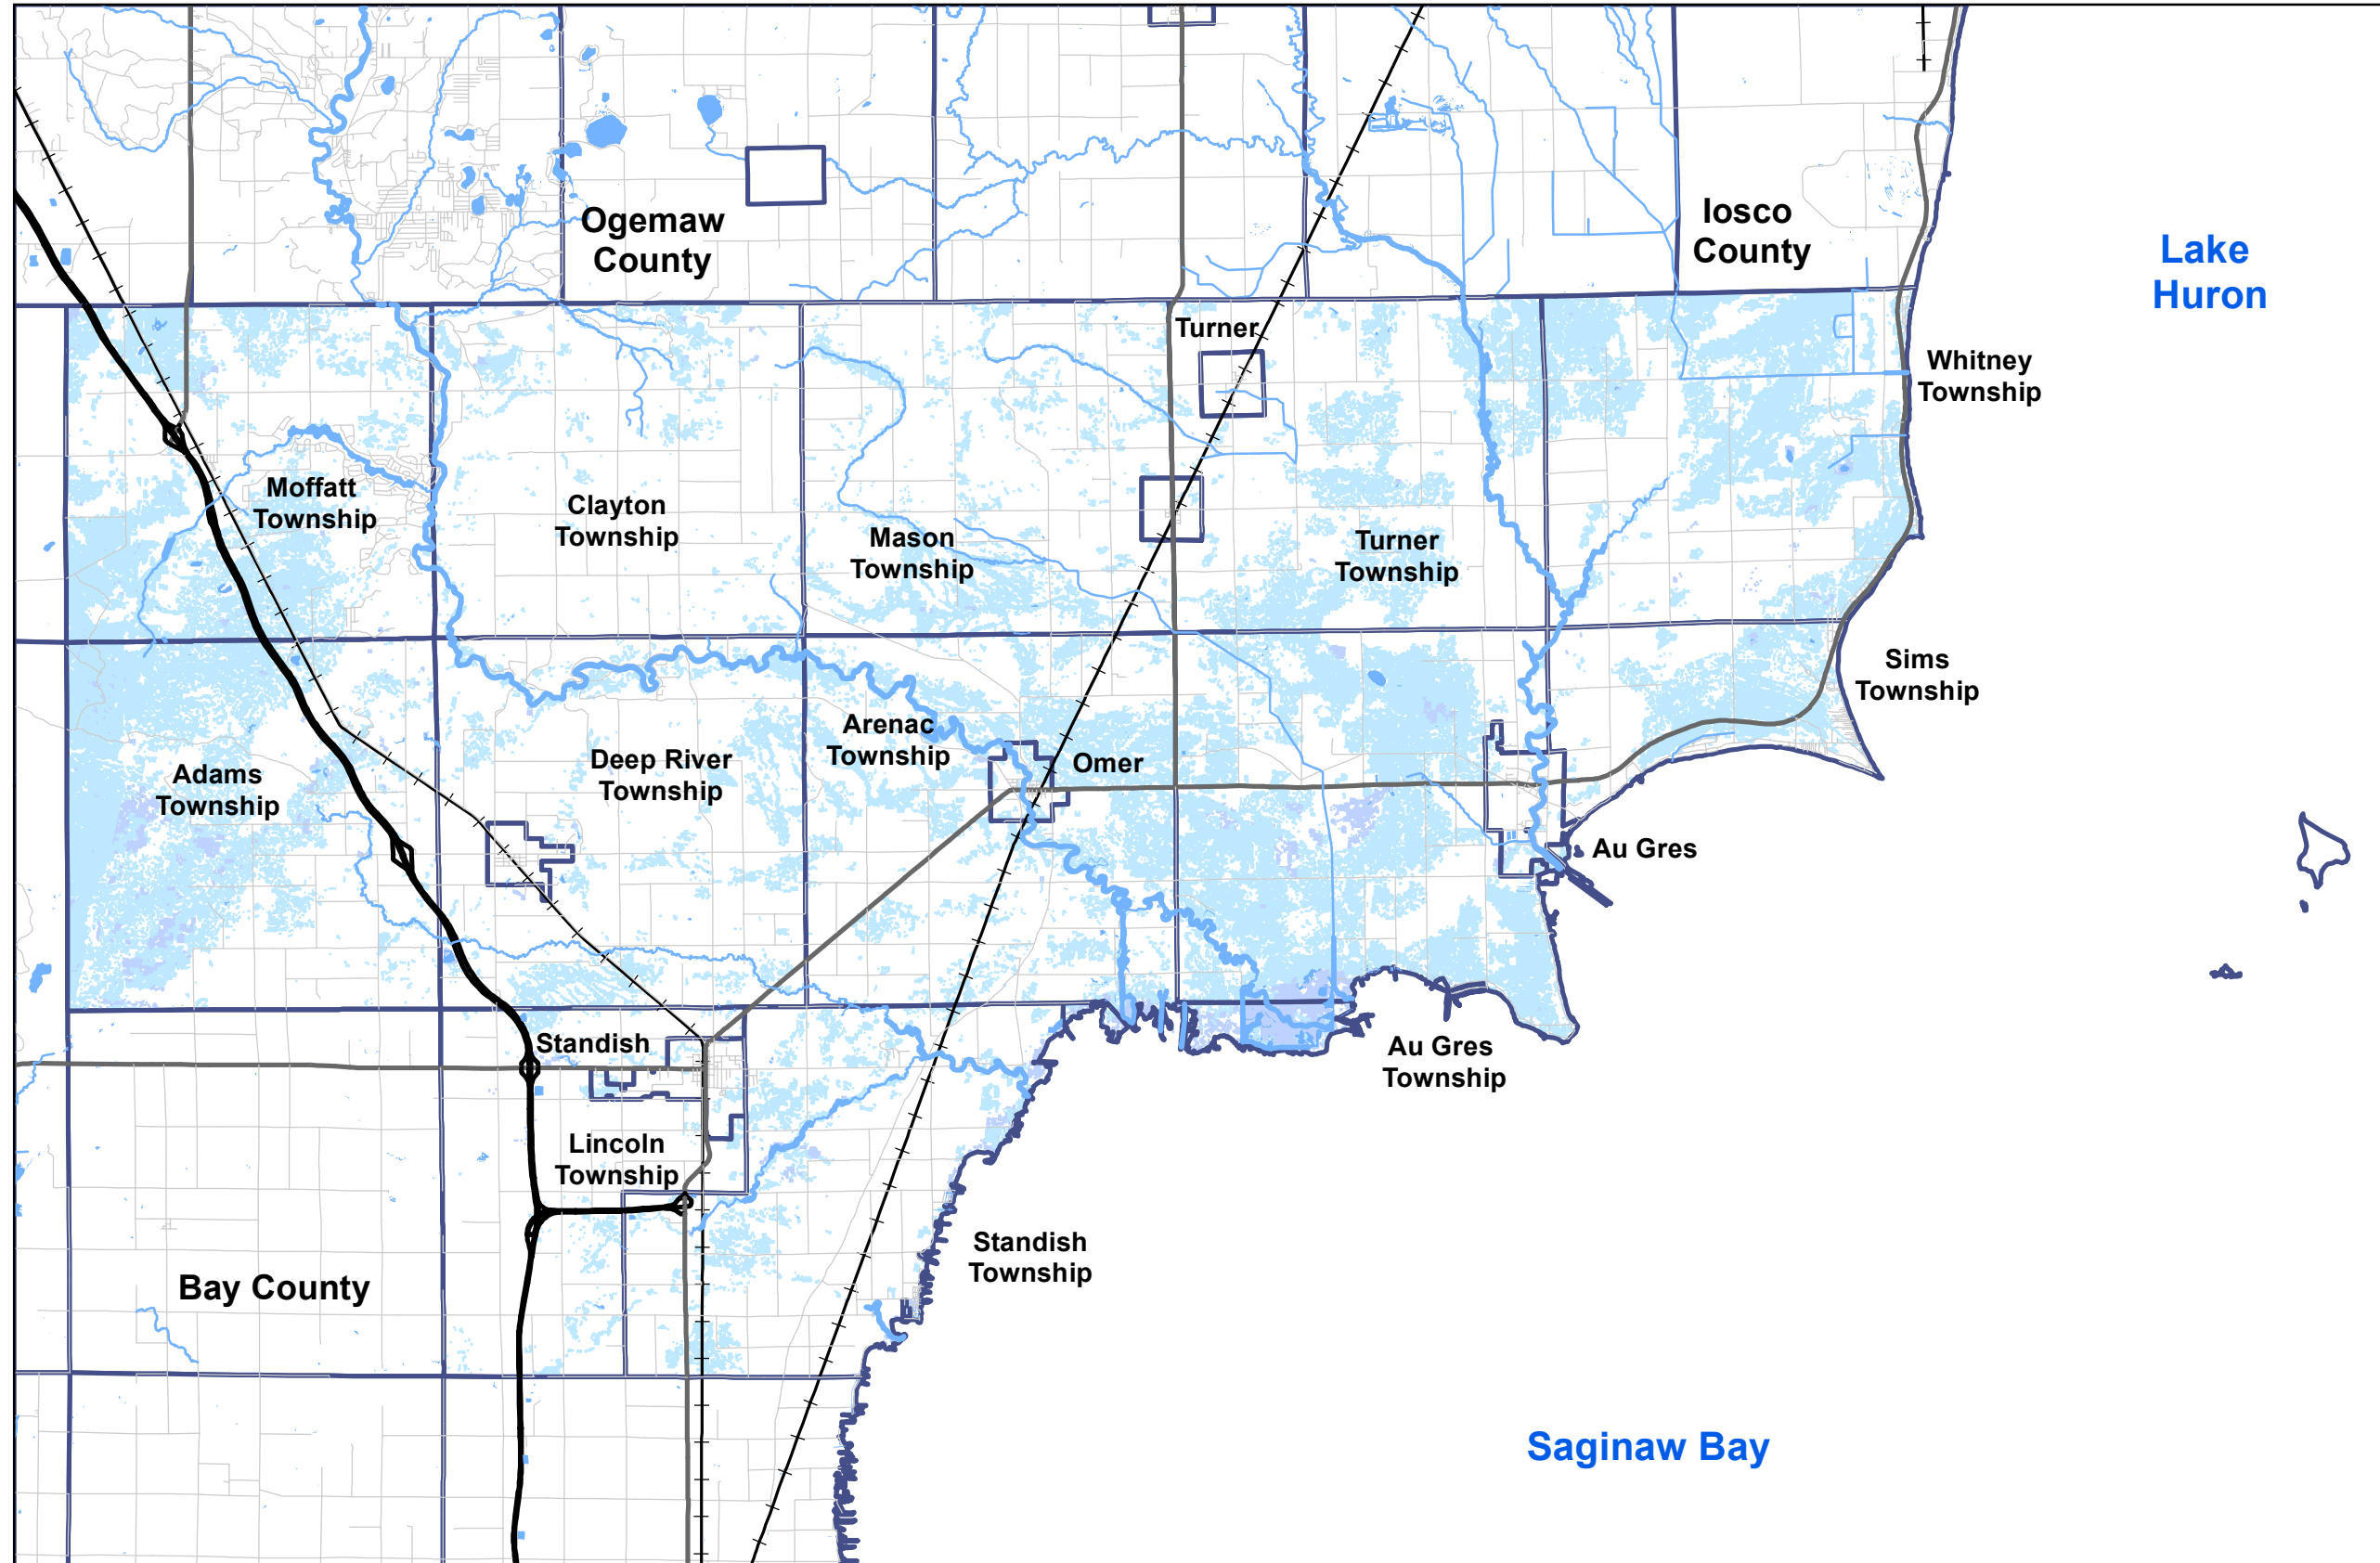 Ogemaw
County
Iosco
County
Lake
Huron
Turner
Whitney
Township
Moffatt
Township
Clayton
Township
Mason
Township
Turner
Township
Sims
Township
Arenac
Township
Deep River
Township
Omer
Adams
Township
Au Gres
Standish
Au Gres
Township
Lincoln
Township
Standish
Township
Bay County
Saginaw Bay